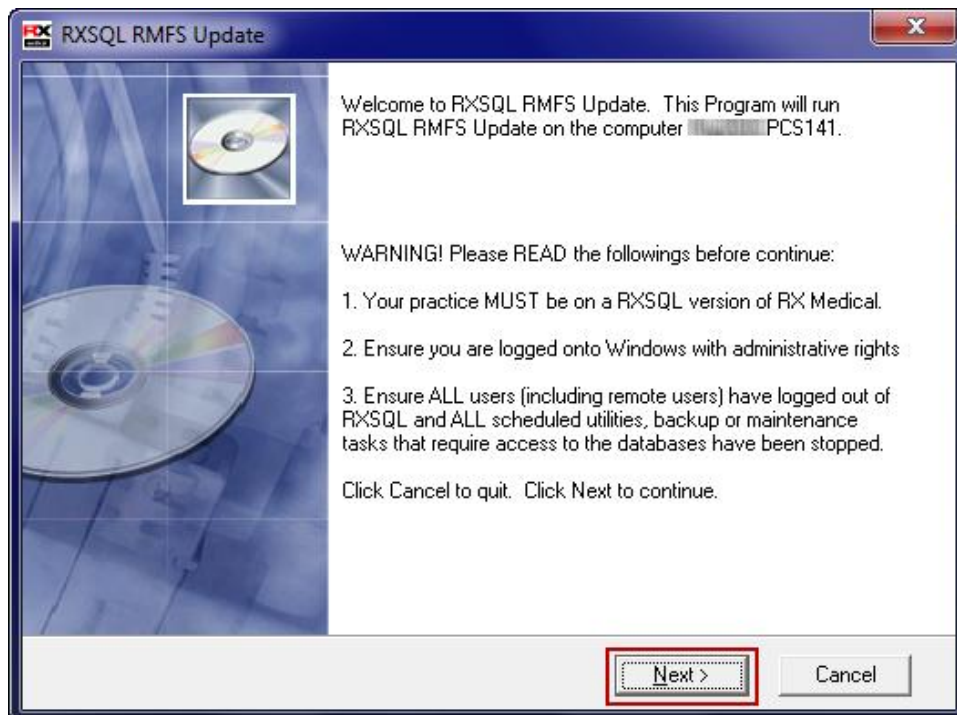 RX
RXSQL RMFS Update
Welcome to RXSQL RMFS Update. This Program will run
RXSQL RMFS Update on the computer PCS141.
WARNING! Please READ the followings before continue:
1. Your practice MUST be on a RXSQL version of RX Medical.
2. Ensure you are logged onto Windows with administrative rights
3. Ensure ALL users (including remote users) have logged out of
RXSQL and ALL scheduled utilities, backup or maintenance
tasks that require access to the databases have been stopped.
Click Cancel to quit. Click Next to continue.
Next >
Cancel